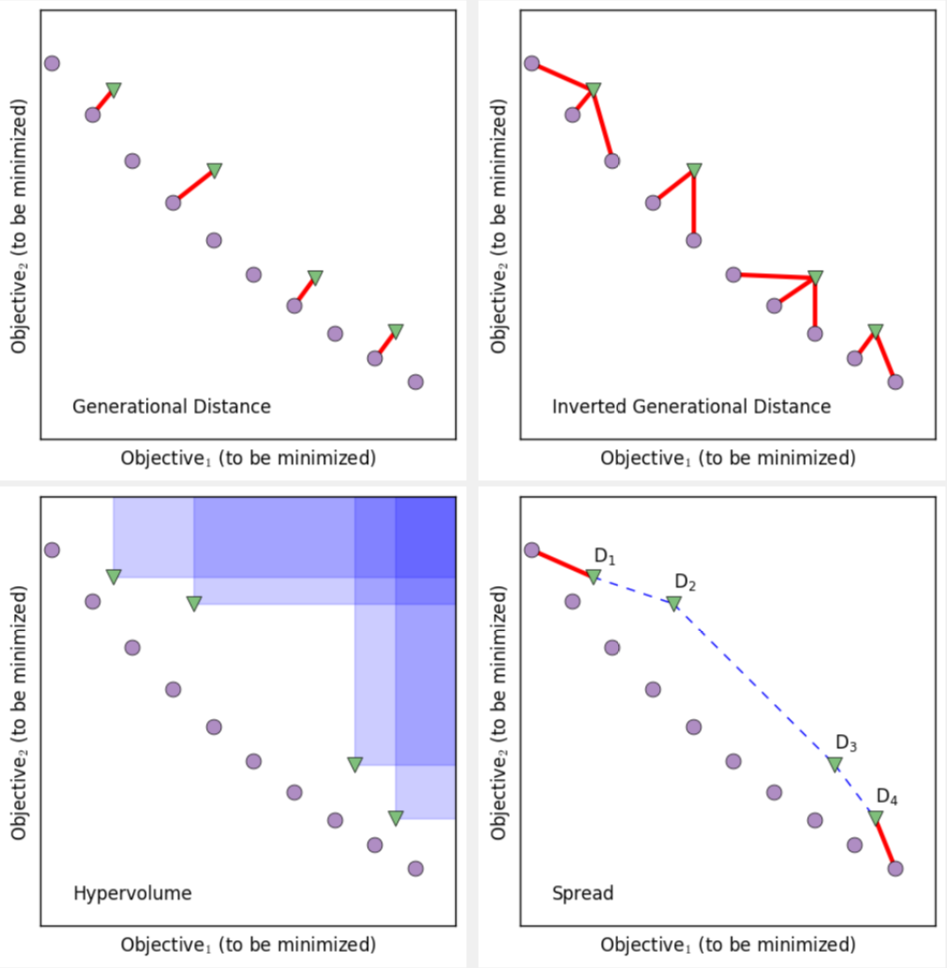 Objective₂ (to be minimized)
Generational Distance
Objective₁ (to be minimized)
Objective₂ (to be minimized)
Inverted Generational Distance
Objective₁ (to be minimized)
Objective₂ (to be minimized)
Hypervolume
Objective₁ (to be minimized)
Objective₂ (to be minimized)
D₁
D₂
D₃
D₄
Spread
Objective₁ (to be minimized)